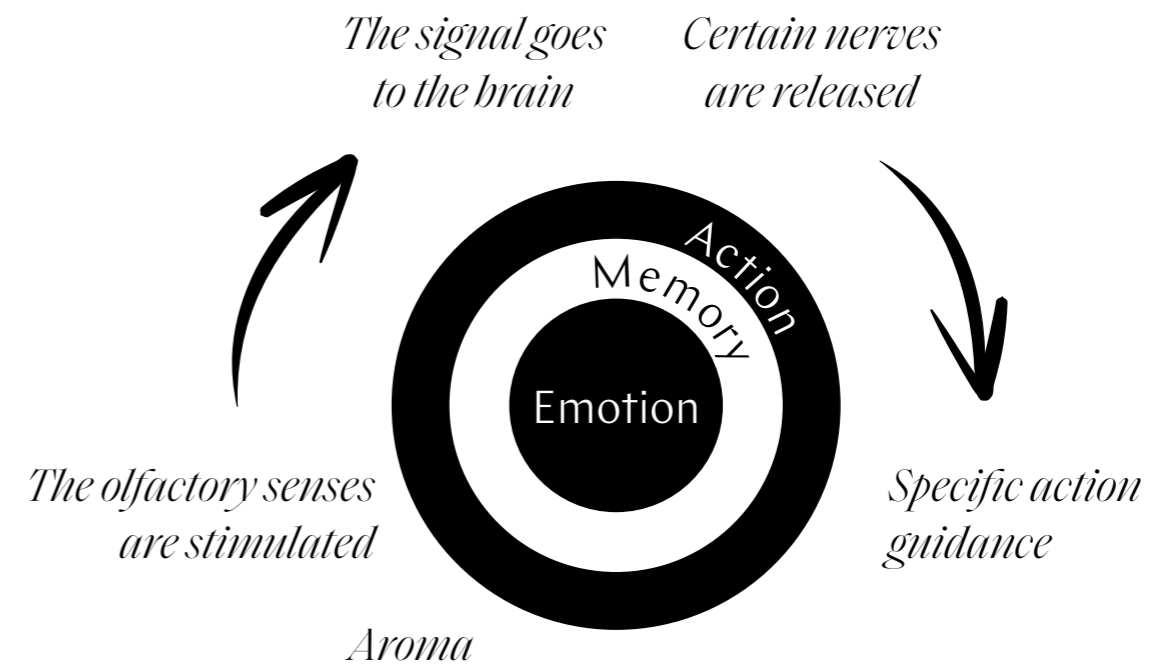 The signal goes
to the brain
Certain nerves
are released
Action
Memory
Emotion
The olfactory senses
are stimulated
Specific action
guidance
Aroma